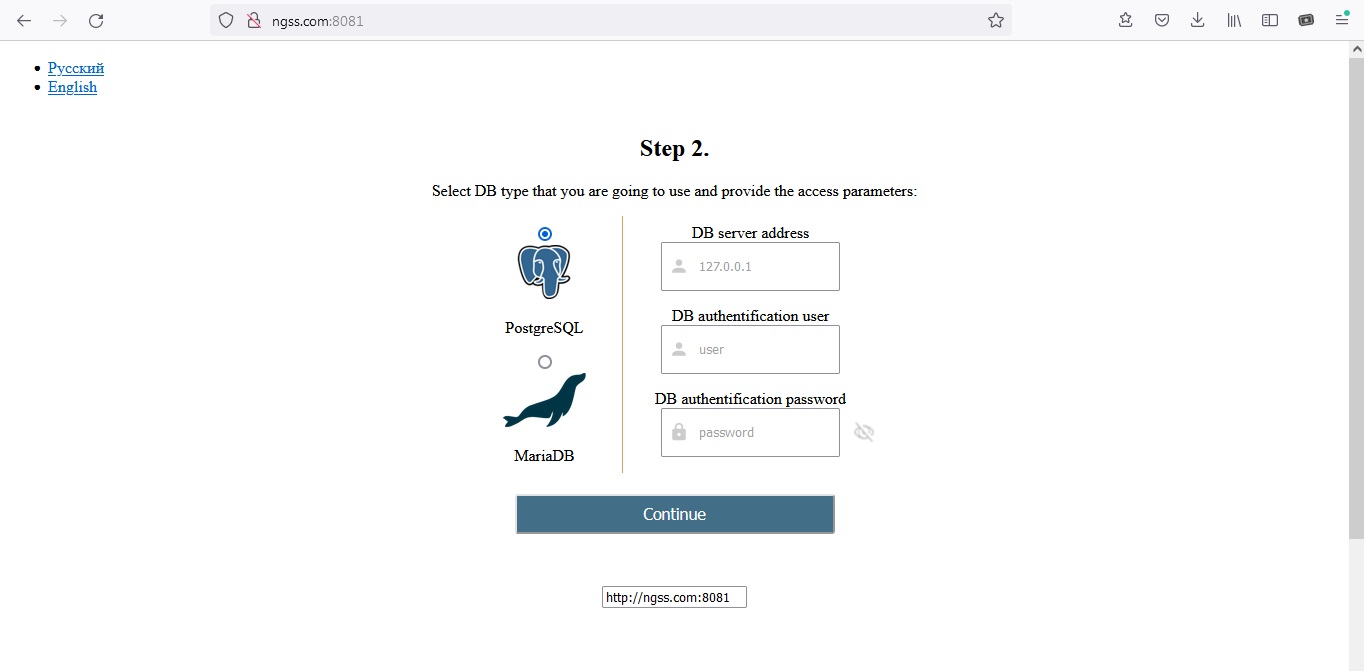 ngss.com:8081
Русский
English
Step 2.
Select DB type that you are going to use and provide the access parameters:
PostgreSQL
MariaDB
DB server address
127.0.0.1
DB authentification user
user
DB authentification password
password
Continue
http://ngss.com:8081